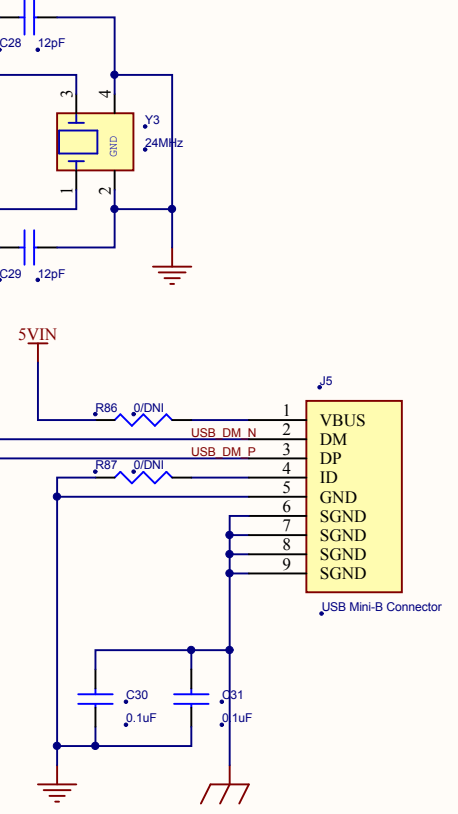 C28 12pF
3 4
Y3
GND
24MHz
1 2
C29 12pF
5VIN
J5
R86 0/DNI
1 VBUS
USB_DM_N 2 DM
USB_DM_P 3 DP
R87 0/DNI 4 ID
5 GND
6 SGND
7 SGND
8 SGND
9 SGND
USB Mini-B Connector
C30 C31
0.1uF 0.1uF